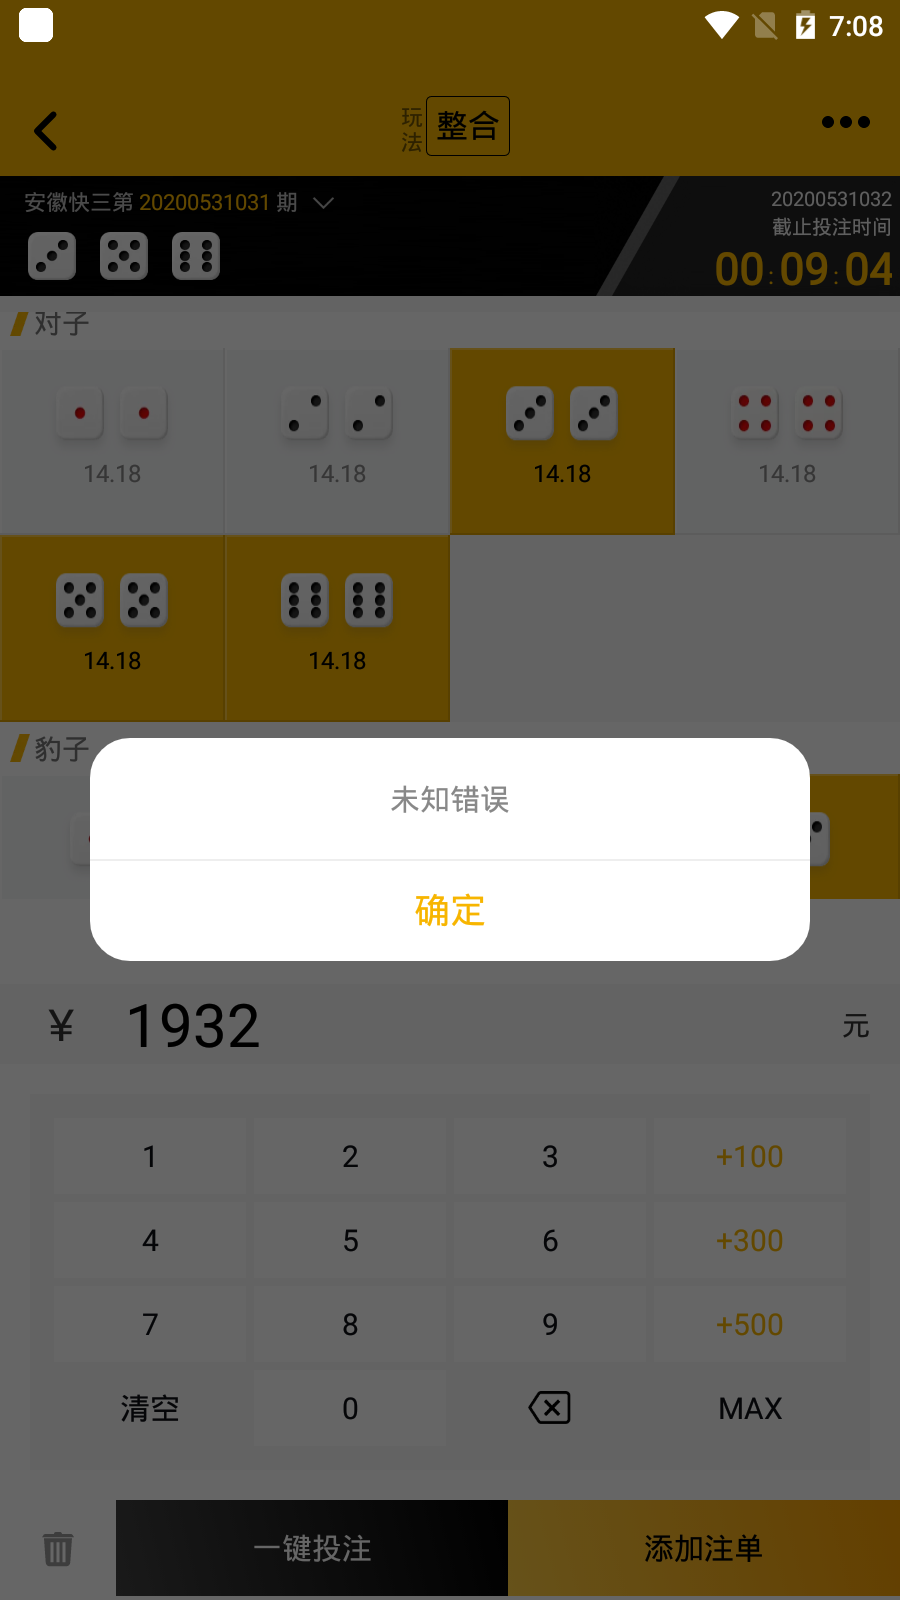 7:08
玩法
整合
安徽快三第 20200531031 期
20200531032
截止投注时间
00:09:04
对子
14.18
14.18
14.18
14.18
14.18
14.18
豹子
未知错误
确定
¥ 1932 元
1 2 3 +100
4 5 6 +300
7 8 9 +500
清空 0 MAX
一键投注 添加注单